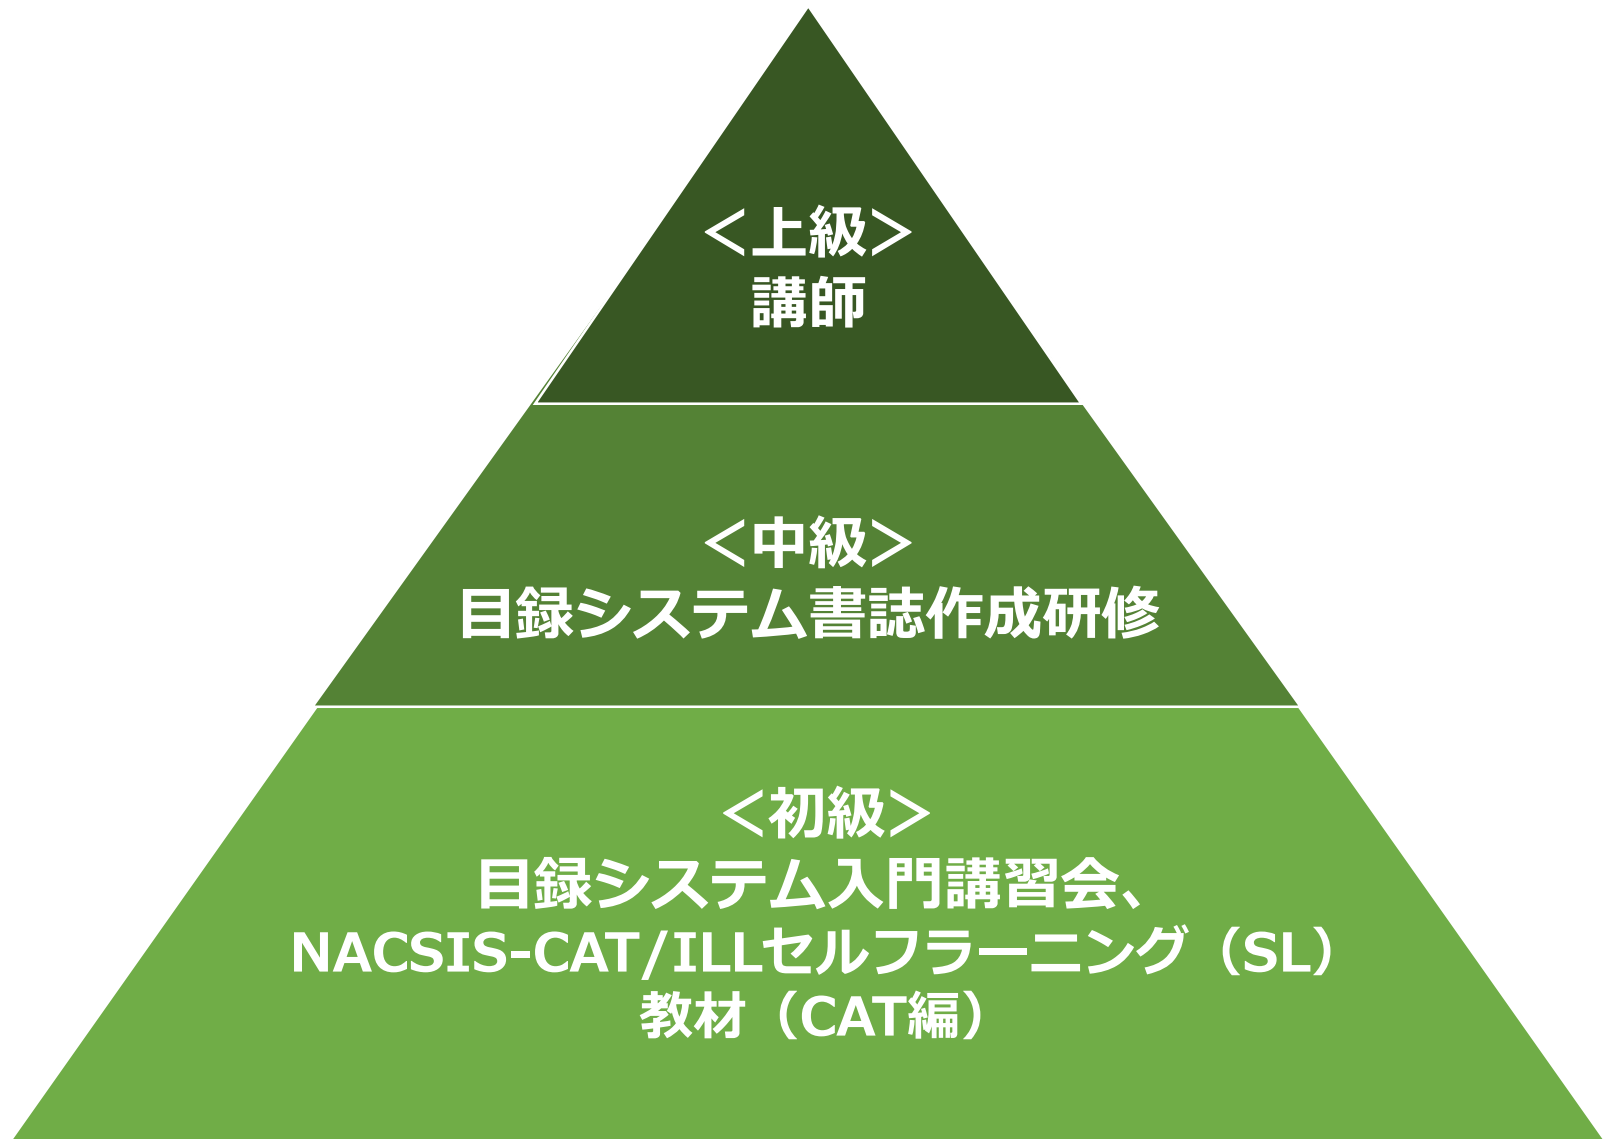 ＜上級＞
講師
＜中級＞
目録システム書誌作成研修
＜初級＞
目録システム入門講習会、
NACSIS-CAT/ILLセルフラーニング（SL）
教材（CAT編）